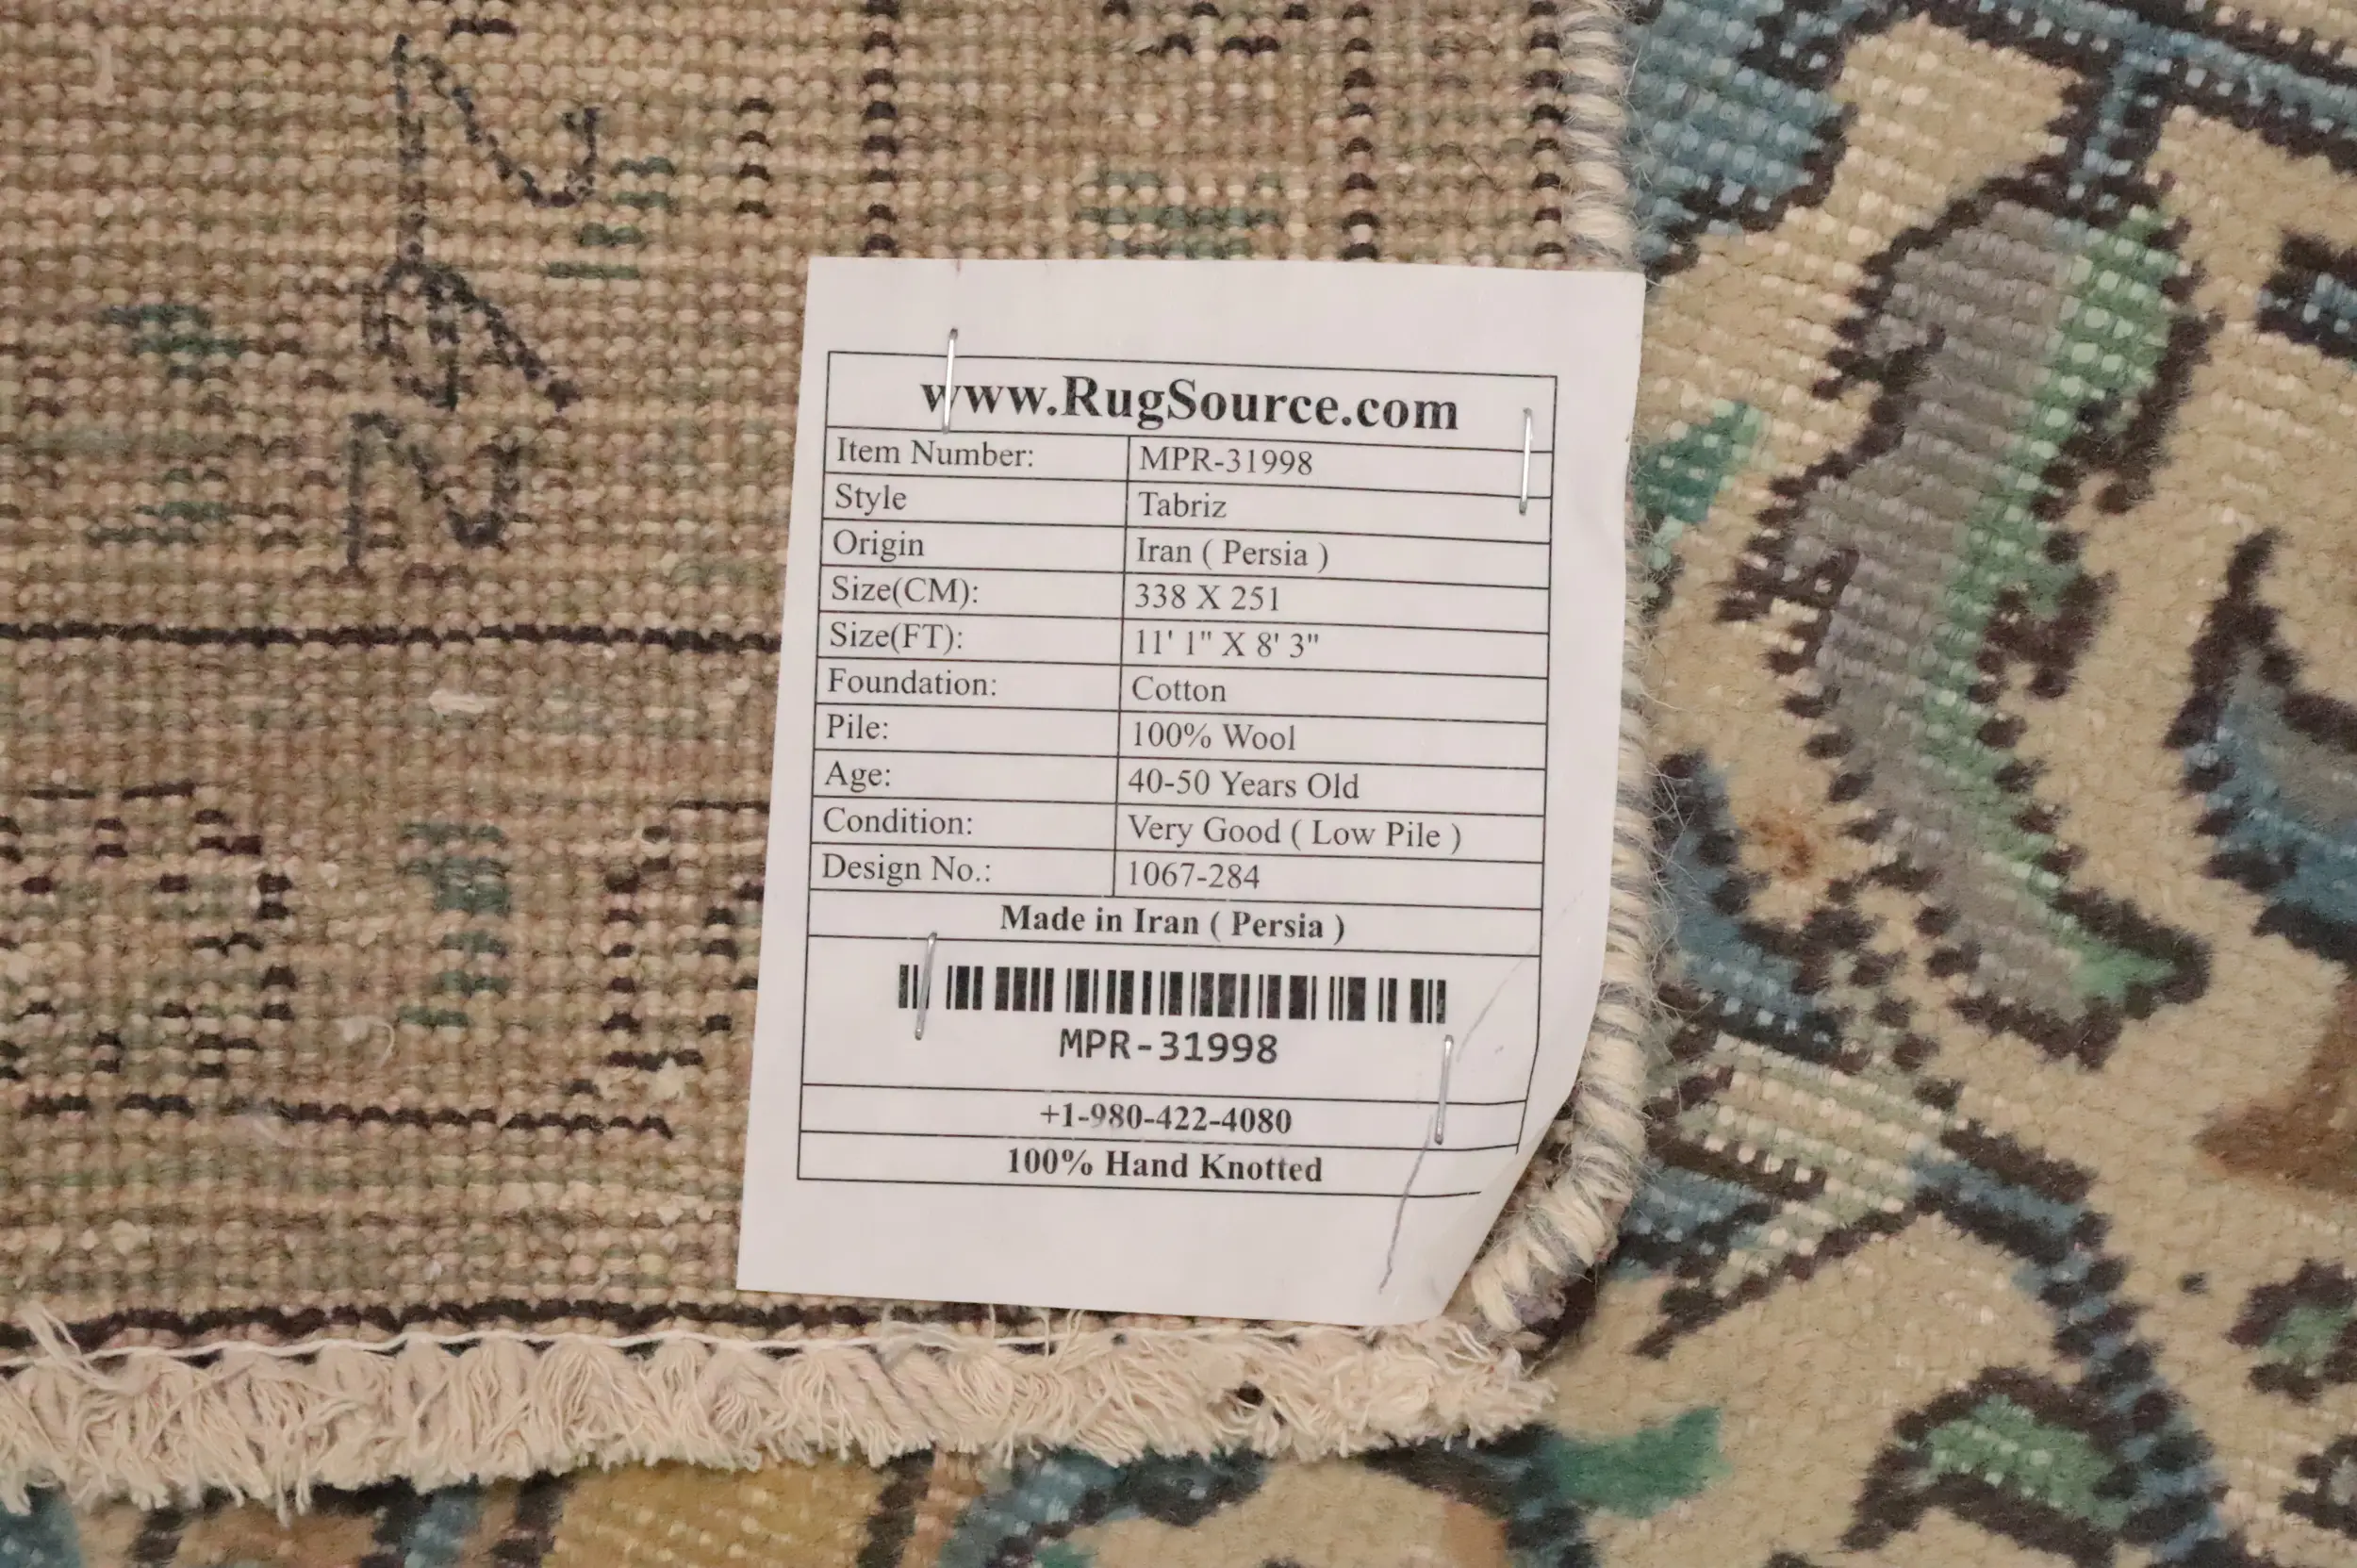 www.RugSource.com
Item Number: MPR-31998
Style Tabriz
Origin Iran ( Persia )
Size(CM): 338 X 251
Size(FT): 11' 1" X 8' 3"
Foundation: Cotton
Pile: 100% Wool
Age: 40-50 Years Old
Condition: Very Good ( Low Pile )
Design No.: 1067-284
Made in Iran ( Persia )
MPR-31998
+1-980-422-4080
100% Hand Knotted